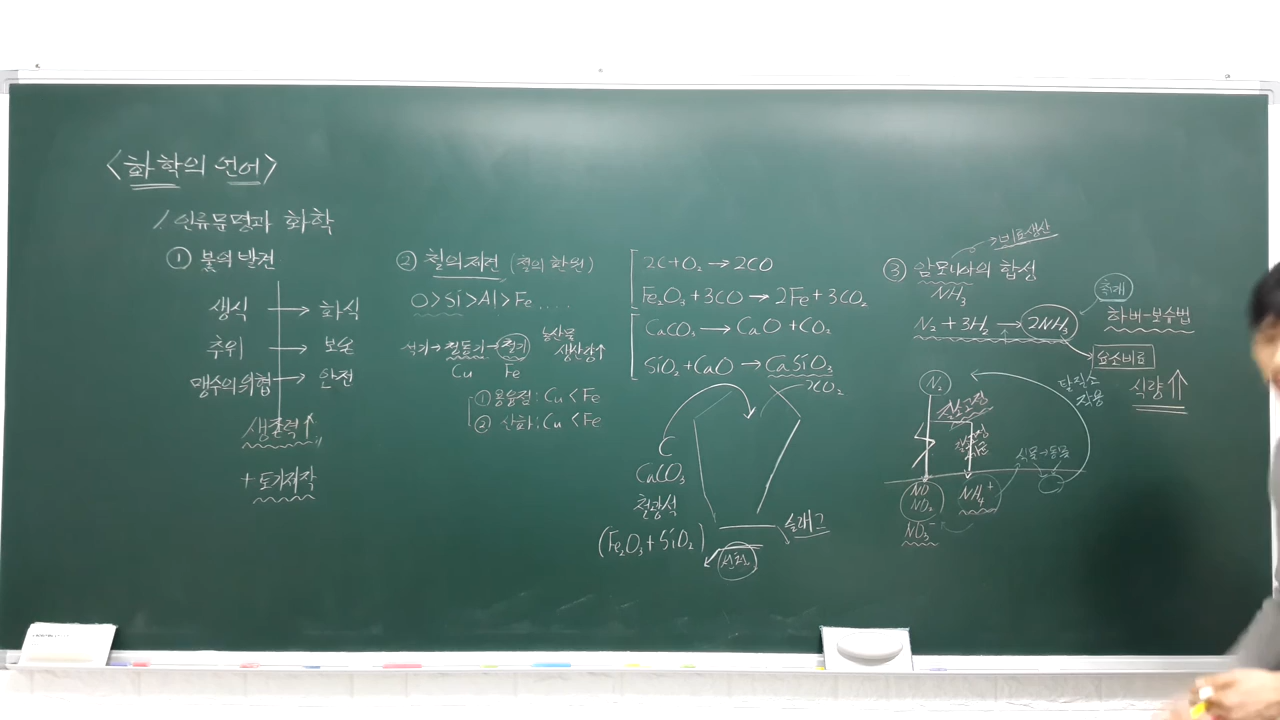 <화학의 언어>
1. 인류문명과 화학
① 불의 발견
생식 → 화식
추위 → 보온
맹수의 위협 → 안전
생존력↑
+ 토기제작
② 철의 제련 (철의 환원)
O > Si > Al > Fe ....
석기 → 청동기 → 철기
Cu Fe
농산물
생산량↑
① 용융점 : Cu < Fe
② 산화 : Cu < Fe
2C + O₂ → 2CO
Fe₂O₃ + 3CO → 2Fe + 3CO₂
CaCO₃ → CaO + CO₂
SiO₂ + CaO → CaSiO₃
C
CaCO₃
철광석
(Fe₂O₃ + SiO₂)
슬래그
선철
→ 비료생산
③ 암모니아의 합성
NH₃
N₂ + 3H₂ → 2NH₃
촉매
하버-보슈법
요소비료
식량↑
N₂
탈질소
작용
질소고정
식물 → 동물
NO
NO₂
NH₄⁺
NO₃⁻